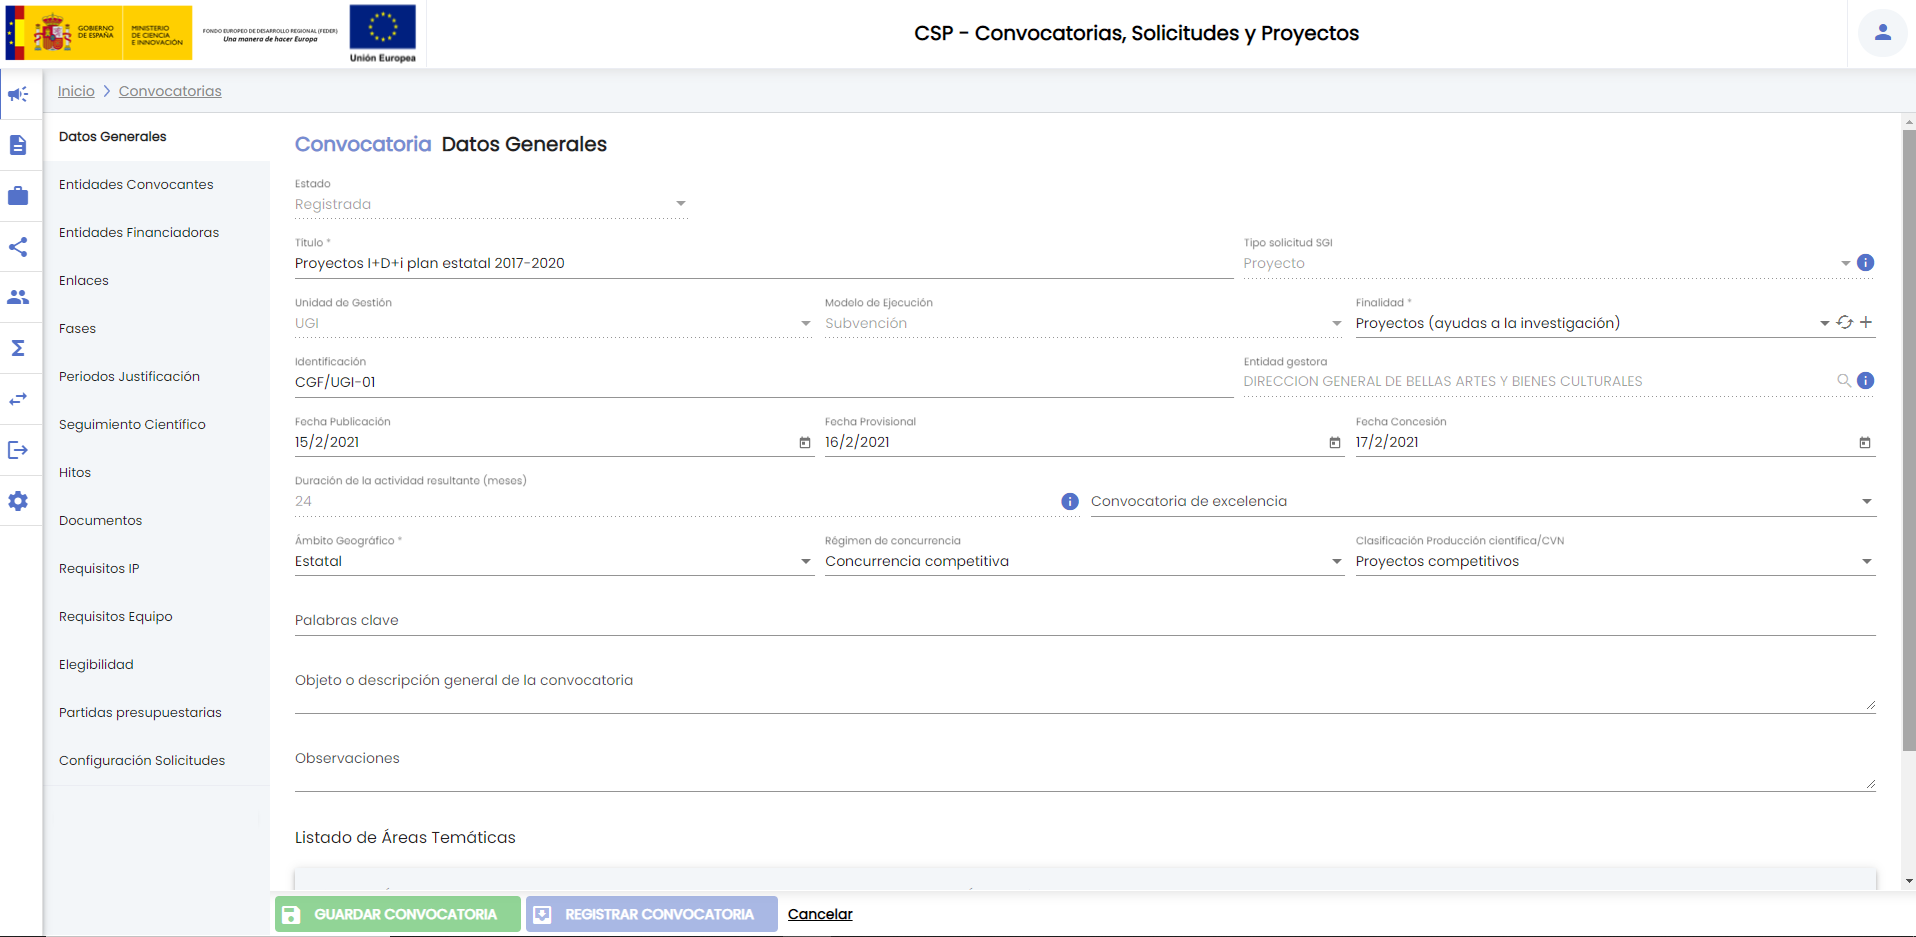 GOBIERNO
DE ESPAÑA
MINISTERIO
DE CIENCIA
E INNOVACIÓN
FONDO EUROPEO DE DESARROLLO REGIONAL (FEDER)
Una manera de hacer Europa
Unión Europea
CSP - Convocatorias, Solicitudes y Proyectos
Inicio > Convocatorias
Datos Generales
Entidades Convocantes
Entidades Financiadoras
Enlaces
Fases
Periodos Justificación
Seguimiento Científico
Hitos
Documentos
Requisitos IP
Requisitos Equipo
Elegibilidad
Partidas presupuestarias
Configuración Solicitudes
Convocatoria Datos Generales
Estado
Registrada
Título * Tipo solicitud SGI
Proyectos I+D+i plan estatal 2017-2020 Proyecto
Unidad de Gestión Modelo de Ejecución Finalidad *
UGI Subvención Proyectos (ayudas a la investigación)
Identificación Entidad gestora
CGF/UGI-01 DIRECCION GENERAL DE BELLAS ARTES Y BIENES CULTURALES
Fecha Publicación Fecha Provisional Fecha Concesión
15/2/2021 16/2/2021 17/2/2021
Duración de la actividad resultante (meses)
24 Convocatoria de excelencia
Ámbito Geográfico * Régimen de concurrencia Clasificación Producción científica/CVN
Estatal Concurrencia competitiva Proyectos competitivos
Palabras clave
Objeto o descripción general de la convocatoria
Observaciones
Listado de Áreas Temáticas
GUARDAR CONVOCATORIA REGISTRAR CONVOCATORIA Cancelar